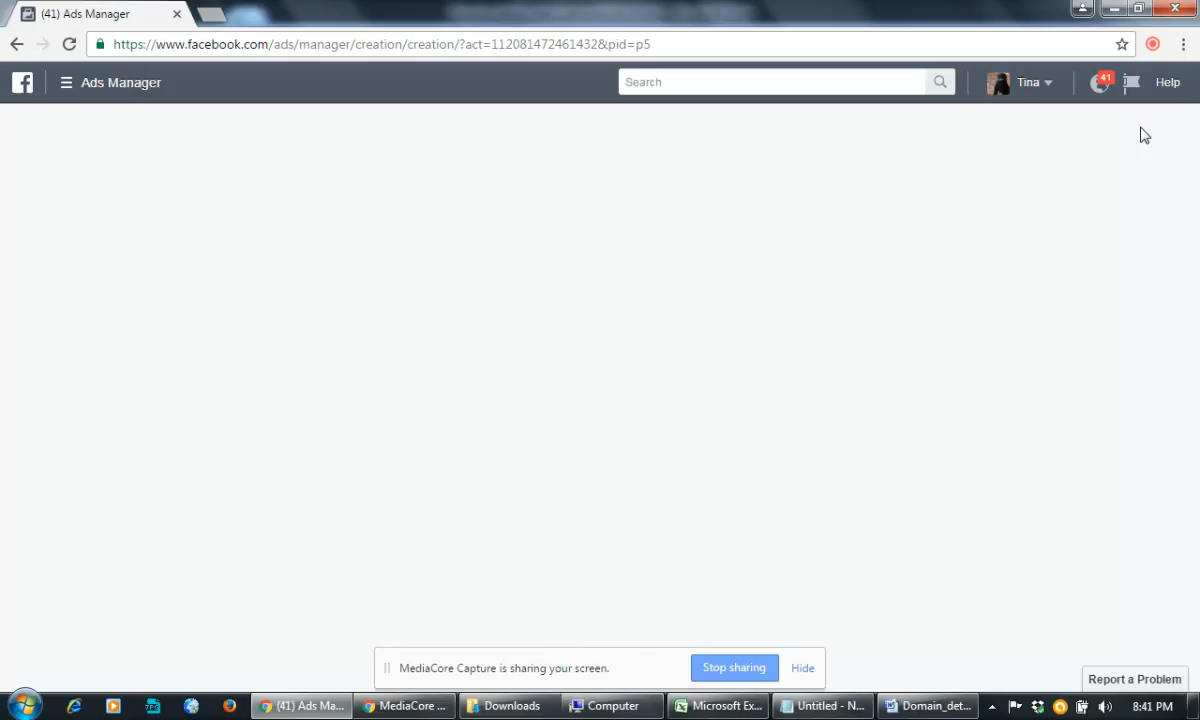 (41) Ads Manager
https://www.facebook.com/ads/manager/creation/creation/?act=1120814724614328&pid=p5
Ads Manager
Search
Tina
41
Help
MediaCore Capture is sharing your screen.
Stop sharing
Hide
Report a Problem
(41) Ads Ma...
MediaCore ...
Downloads
Computer
Microsoft Ex...
Untitled - N...
Domain_det...
8:41 PM